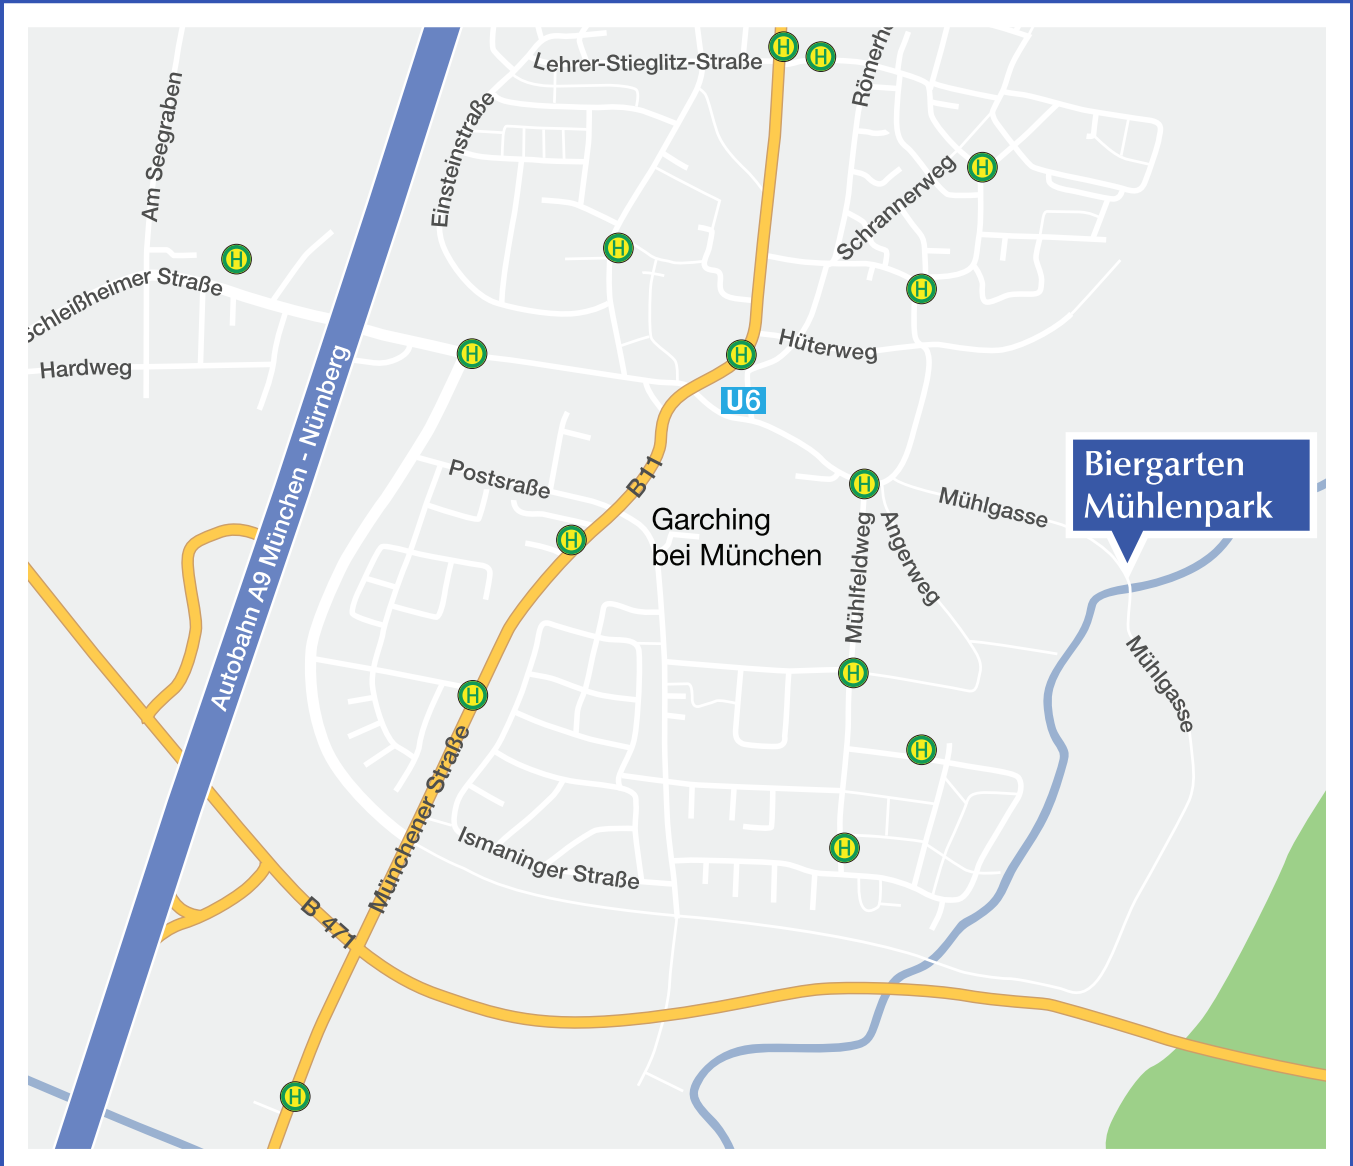 H
H
Lehrer-Stieglitz-Straße
Am Seegraben
Einsteinstraße
H
Schrannerweg
H
H
H
Schleißheimer Straße
Hardweg
H
H
Hüterweg
U6
Autobahn A9 München - Nürnberg
Postsraße
B11
H
Garching
bei München
H
Mühlgasse
Biergarten
Mühlenpark
Mühlfeldweg
Angerweg
Mühlgasse
H
H
H
Münchener Straße
H
Ismaninger Straße
B 471
H